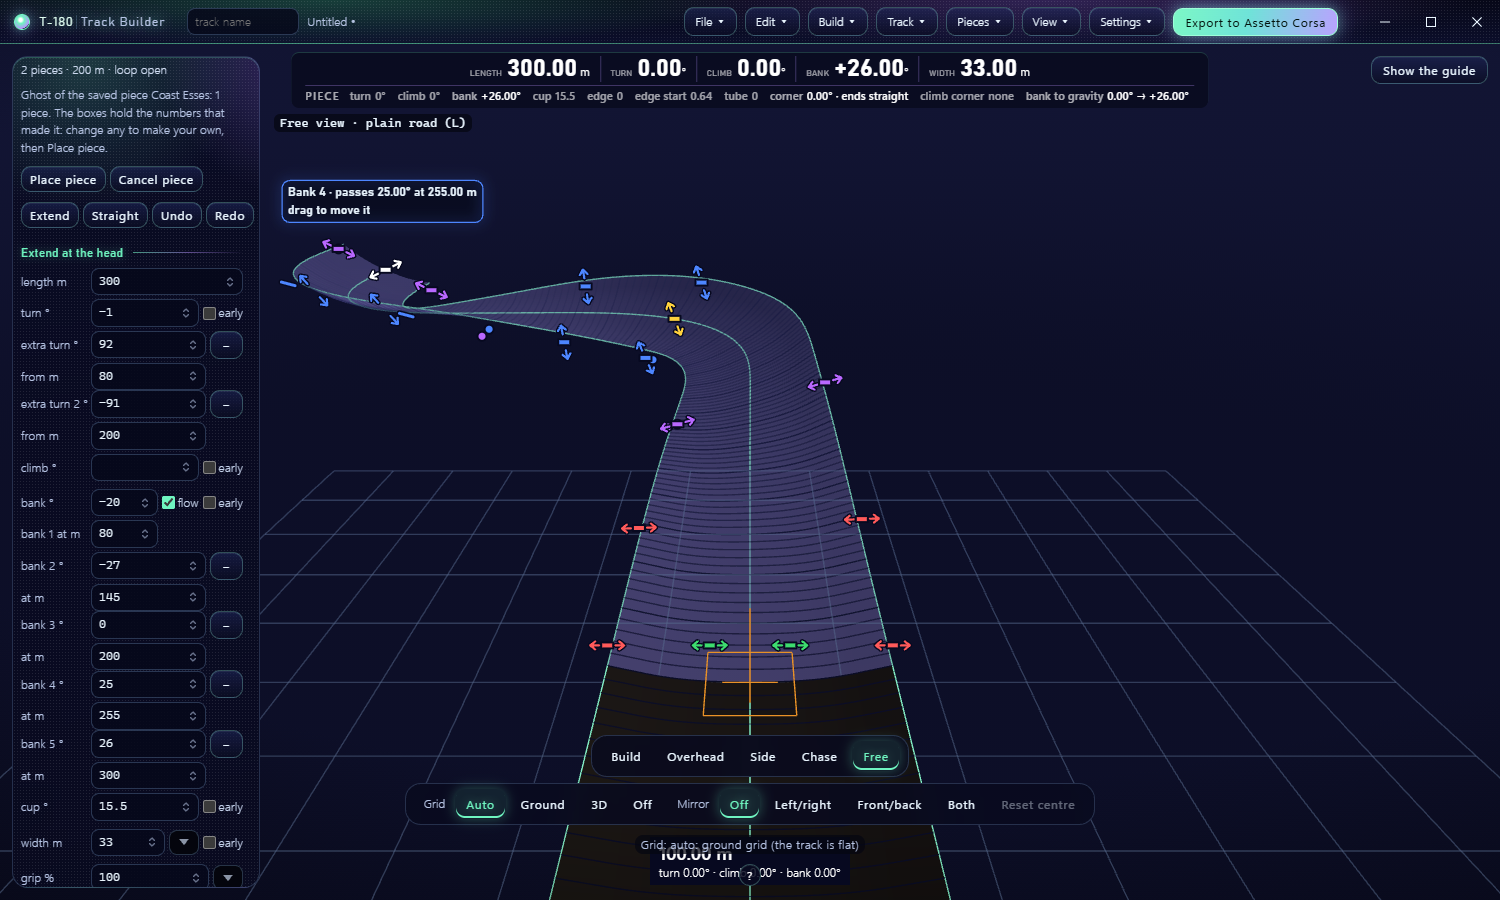 T-180 Track Builder
track name
Untitled •
File
Edit
Build
Track
Pieces
View
Settings
Export to Assetto Corsa
2 pieces · 200 m · loop open
Ghost of the saved piece Coast Esses: 1
piece. The boxes hold the numbers that
made it: change any to make your own,
then Place piece.
Place piece
Cancel piece
Extend
Straight
Undo
Redo
Extend at the head
length m 300
turn ° −1 early
extra turn ° 92 −
from m 80
extra turn 2 ° −91 −
from m 200
climb ° early
bank ° −20 flow early
bank 1 at m 80
bank 2 ° −27 −
at m 145
bank 3 ° 0 −
at m 200
bank 4 ° 25 −
at m 255
bank 5 ° 26 −
at m 300
cup ° 15.5 early
width m 33 early
grip % 100
LENGTH 300.00 m TURN 0.00° CLIMB 0.00° BANK +26.00° WIDTH 33.00 m
PIECE turn 0° climb 0° bank +26.00° cup 15.5 edge 0 edge start 0.64 tube 0 corner 0.00° · ends straight climb corner none bank to gravity 0.00° → +26.00°
Show the guide
Free view · plain road (L)
Bank 4 · passes 25.00° at 255.00 m
drag to move it
Build Overhead Side Chase Free
Grid Auto Ground 3D Off Mirror Off Left/right Front/back Both Reset centre
Grid: auto: ground grid (the track is flat)
100.00 m
turn 0.00° · clim ? 00° · bank 0.00°